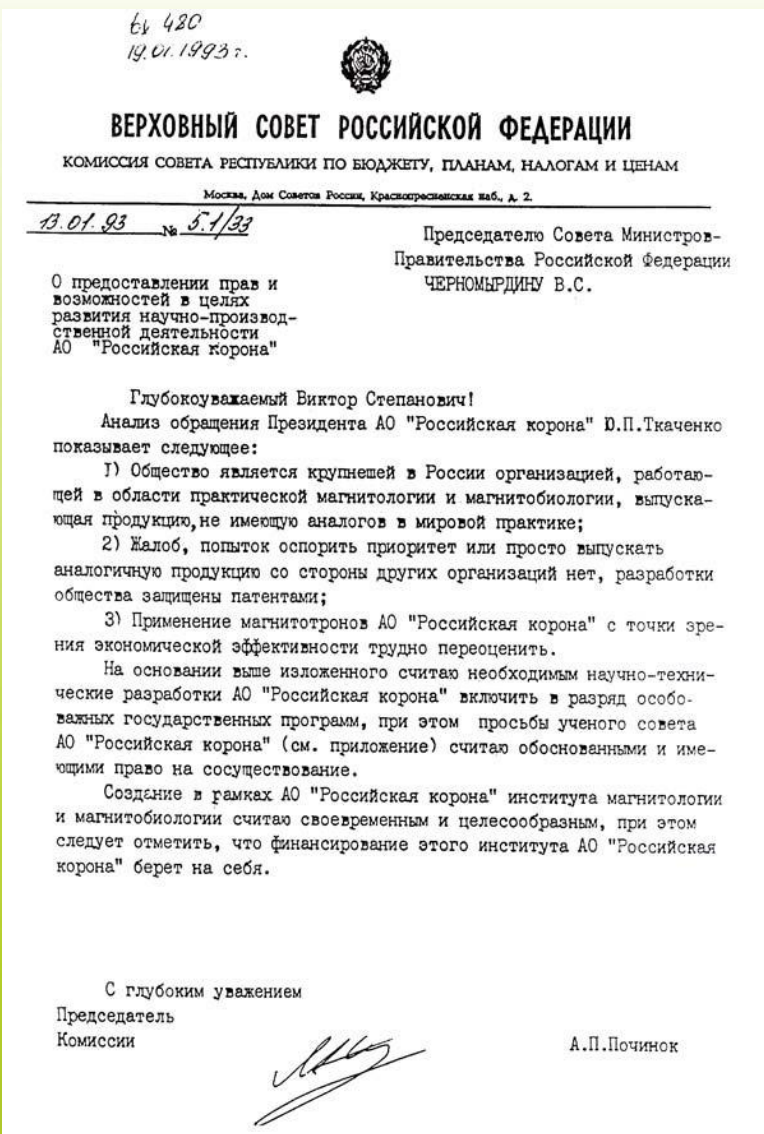 вх 480
19.01.1993 г.
ВЕРХОВНЫЙ СОВЕТ РОССИЙСКОЙ ФЕДЕРАЦИИ
КОМИССИЯ СОВЕТА РЕСПУБЛИКИ ПО БЮДЖЕТУ, ПЛАНАМ, НАЛОГАМ И ЦЕНАМ
Москва, Дом Советов России, Краснопресненская наб., д. 2.
13.01.93 № 5.1/33
Председателю Совета Министров-
Правительства Российской Федерации
ЧЕРНОМЫРДИНУ В.С.
О предоставлении прав и
возможностей в целях
развития научно-производ-
ственной деятельности
АО "Российская корона"
Глубокоуважаемый Виктор Степанович!
Анализ обращения Президента АО "Российская корона" Ю.П.Ткаченко
показывает следующее:
1) Общество является крупнешей в России организацией, работаю-
щей в области практической магнитологии и магнитобиологии, выпуска-
ющая продукцию, не имеющую аналогов в мировой практике;
2) Жалоб, попыток оспорить приоритет или просто выпускать
аналогичную продукцию со стороны других организаций нет, разработки
общества защищены патентами;
3) Применение магнитотронов АО "Российская корона" с точки зре-
ния экономической эффективности трудно переоценить.
На основании выше изложенного считаю необходимым научно-техни-
ческие разработки АО "Российская корона" включить в разряд особо-
важных государственных программ, при этом просьбы ученого совета
АО "Российская корона" (см. приложение) считаю обоснованными и име-
ющими право на сосуществование.
Создание в рамках АО "Российская корона" института магнитологии
и магнитобиологии считаю своевременным и целесообразным, при этом
следует отметить, что финансирование этого института АО "Российская
корона" берет на себя.
С глубоким уважением
Председатель
Комиссии
А.П.Починок